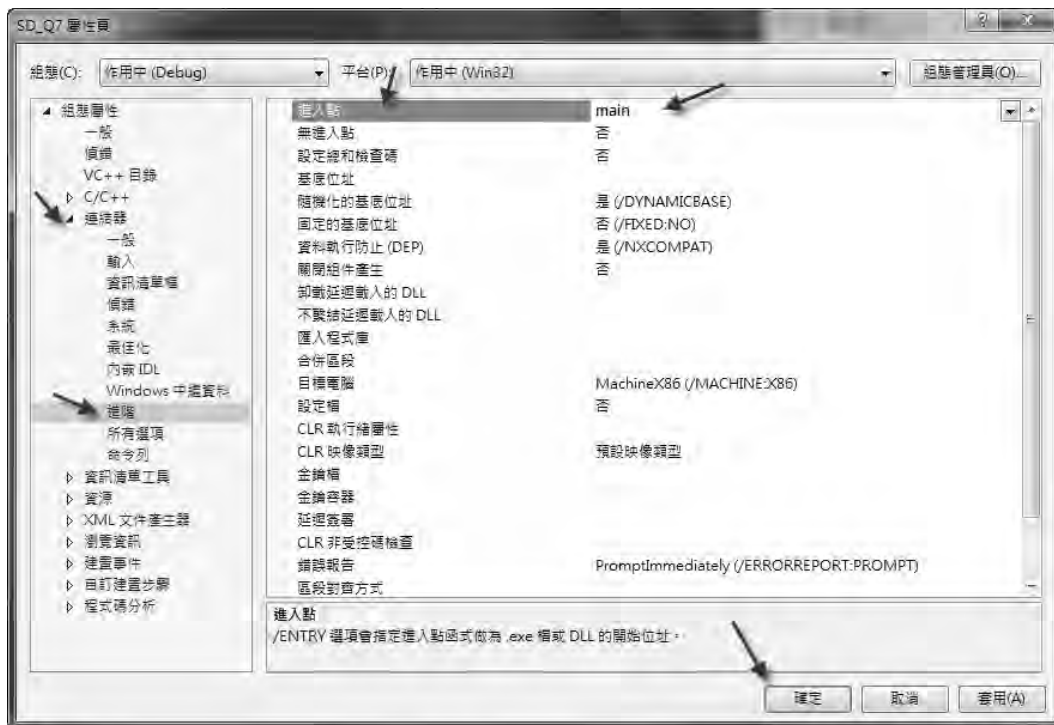 SD_Q7 屬性頁
組態(C): 作用中 (Debug) 平台(P): 作用中 (Win32) 組態管理員(O)...
組態屬性
一般
偵錯
VC++ 目錄
C/C++
連結器
一般
輸入
資訊清單檔
偵錯
系統
最佳化
內嵌 IDL
Windows 中繼資料
進階
所有選項
命令列
資訊清單工具
資源
XML 文件產生器
瀏覽資訊
建置事件
自訂建置步驟
程式碼分析
進入點 main
無進入點 否
設定總和檢查碼 否
基底位址
隨機化的基底位址 是 (/DYNAMICBASE)
固定的基底位址 否 (/FIXED:NO)
資料執行防止 (DEP) 是 (/NXCOMPAT)
關閉組件產生 否
卸載延遲載入的 DLL
不繫結延遲載入的 DLL
匯入程式庫
合併區段
目標電腦 MachineX86 (/MACHINE:X86)
設定檔 否
CLR 執行緒屬性
CLR 映像類型 預設映像類型
金鑰檔
金鑰容器
延遲簽署
CLR 非受控碼檢查
錯誤報告 PromptImmediately (/ERRORREPORT:PROMPT)
區段對齊方式
進入點
/ENTRY 選項會指定進入點函式做為 .exe 檔或 DLL 的開始位址。
確定 取消 套用(A)